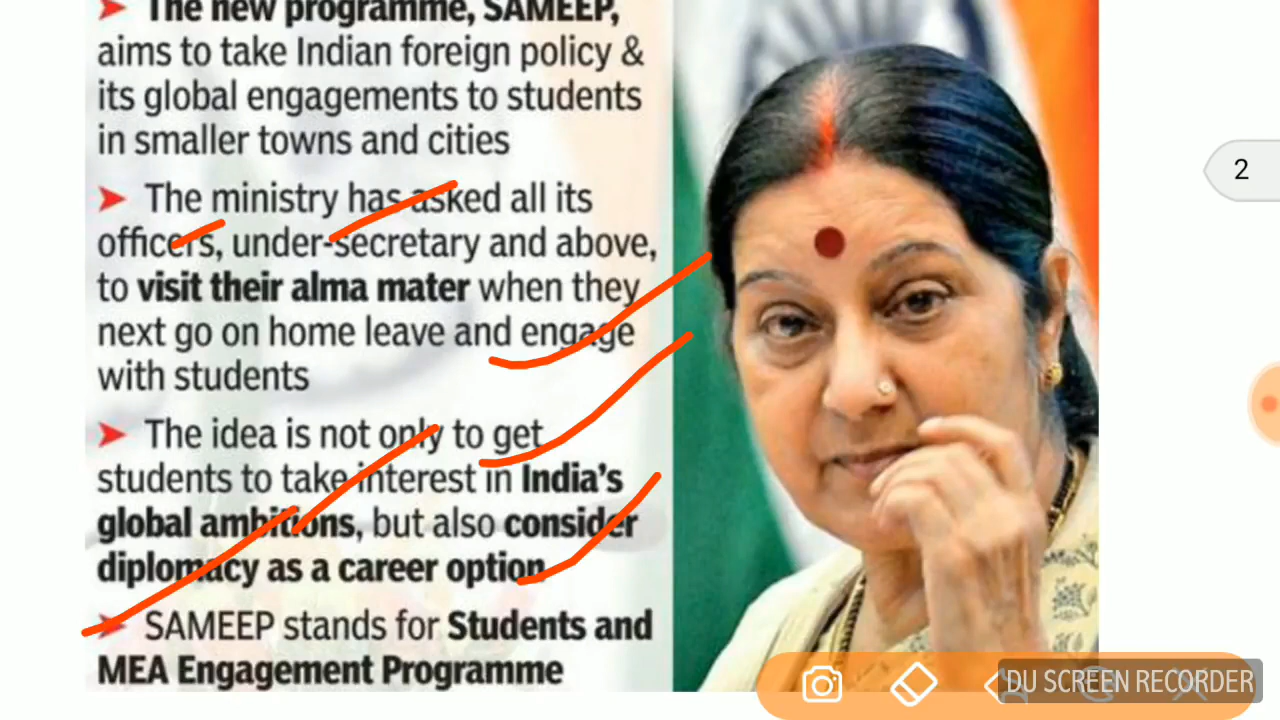 ➤ The new programme, SAMEEP,
aims to take Indian foreign policy &
its global engagements to students
in smaller towns and cities
➤ The ministry has asked all its
officers, under-secretary and above,
to visit their alma mater when they
next go on home leave and engage
with students
➤ The idea is not only to get
students to take interest in India's
global ambitions, but also consider
diplomacy as a career option
➤ SAMEEP stands for Students and
MEA Engagement Programme
2
DU SCREEN RECORDER